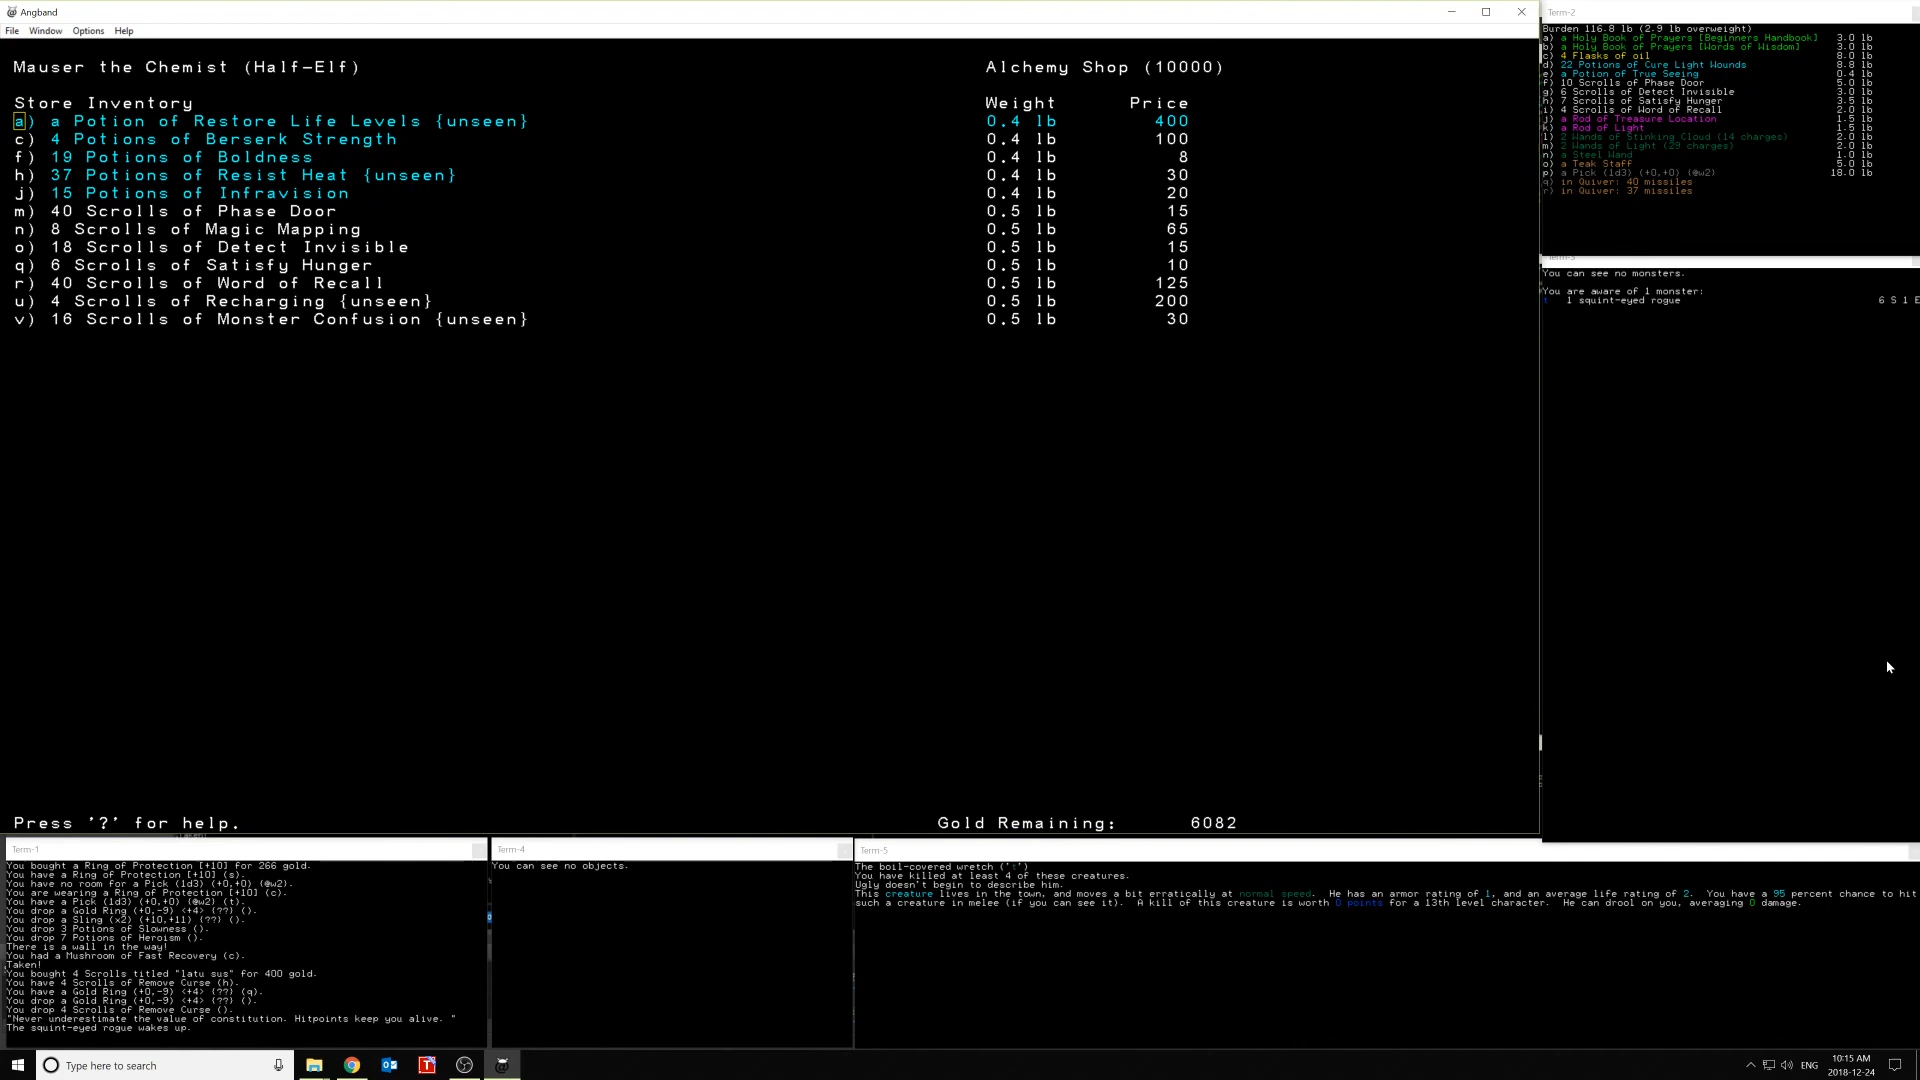 Angband
File Window Options Help
Mauser the Chemist (Half-Elf) Alchemy Shop (10000)
Store Inventory Weight Price
a) a Potion of Restore Life Levels {unseen} 0.4 lb 400
c) 4 Potions of Berserk Strength 0.4 lb 100
f) 19 Potions of Boldness 0.4 lb 8
h) 37 Potions of Resist Heat {unseen} 0.4 lb 30
j) 15 Potions of Infravision 0.4 lb 20
m) 40 Scrolls of Phase Door 0.5 lb 15
n) 8 Scrolls of Magic Mapping 0.5 lb 65
o) 18 Scrolls of Detect Invisible 0.5 lb 15
q) 6 Scrolls of Satisfy Hunger 0.5 lb 10
r) 40 Scrolls of Word of Recall 0.5 lb 125
u) 4 Scrolls of Recharging {unseen} 0.5 lb 200
v) 16 Scrolls of Monster Confusion {unseen} 0.5 lb 30
Press '?' for help. Gold Remaining: 6082
Term-2
Burden 116.8 lb (2.9 lb overweight)
a) a Holy Book of Prayers [Beginners Handbook] 3.0 lb
b) a Holy Book of Prayers [Words of Wisdom] 3.0 lb
c) 4 Flasks of oil 8.0 lb
d) 22 Potions of Cure Light Wounds 8.8 lb
e) a Potion of True Seeing 0.4 lb
f) 10 Scrolls of Phase Door 5.0 lb
g) 6 Scrolls of Detect Invisible 3.0 lb
h) 7 Scrolls of Satisfy Hunger 3.5 lb
i) 4 Scrolls of Word of Recall 2.0 lb
j) a Rod of Treasure Location 1.5 lb
k) a Rod of Light 1.5 lb
l) 2 Wands of Stinking Cloud (14 charges) 2.0 lb
m) 2 Wands of Light (29 charges) 2.0 lb
n) a Steel Wand 1.0 lb
o) a Teak Staff 5.0 lb
p) a Pick (1d3) (+0,+0) {@w2} 18.0 lb
q) in Quiver: 40 missiles
r) in Quiver: 37 missiles
You can see no monsters.
You are aware of 1 monster:
t 1 squint-eyed rogue 6 S 1 E
Term-1
You bought a Ring of Protection [+10] for 266 gold.
You have a Ring of Protection [+10] (s).
You have no room for a Pick (1d3) (+0,+0) {@w2}.
You are wearing a Ring of Protection [+10] (c).
You have a Pick (1d3) (+0,+0) {@w2} (t).
You drop a Gold Ring (+0,-9) <+4> {??} ().
You drop a Sling (x2) (+10,+11) {??} ().
You drop 3 Potions of Slowness ().
You drop 7 Potions of Heroism ().
There is a wall in the way!
You had a Mushroom of Fast Recovery (c).
Taken!
You bought 4 Scrolls titled "latu sus" for 400 gold.
You have 4 Scrolls of Remove Curse (h).
You have a Gold Ring (+0,-9) <+4> {??} (q).
You drop a Gold Ring (+0,-9) <+4> {??} ().
You drop 4 Scrolls of Remove Curse ().
"Never underestimate the value of constitution. Hitpoints keep you alive. "
The squint-eyed rogue wakes up.
Term-4
You can see no objects.
Term-5
The boil-covered wretch ('t')
You have killed at least 4 of these creatures.
Ugly doesn't begin to describe him.
This creature lives in the town, and moves a bit erratically at normal speed. He has an armor rating of 1, and an average life rating of 2. You have a 95 percent chance to hit
such a creature in melee (if you can see it). A kill of this creature is worth 0 points for a 13th level character. He can drool on you, averaging 0 damage.
Type here to search
ENG
10:15 AM
2018-12-24